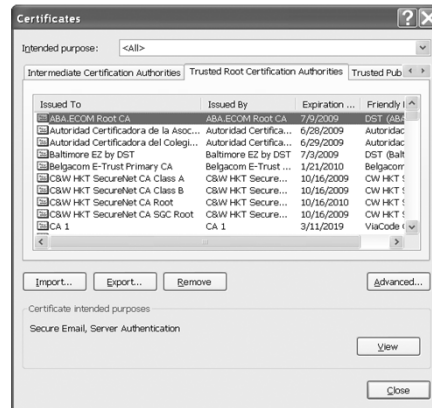 Certificates
Intended purpose: <All>
Intermediate Certification Authorities Trusted Root Certification Authorities Trusted Pub
Issued To Issued By Expiration ... Friendly
ABA.ECOM Root CA ABA.ECOM Root CA 7/9/2009 DST (ABA
Autoridad Certificadora de la Asoc... Autoridad Certifica... 6/28/2009 Autoridac
Autoridad Certificadora del Colegi... Autoridad Certifica... 6/29/2009 Autoridac
Baltimore EZ by DST Baltimore EZ by DST 7/3/2009 DST (Balt
Belgacom E-Trust Primary CA Belgacom E-Trust ... 1/21/2010 Belgacom
C&W HKT SecureNet CA Class A C&W HKT Secure... 10/16/2009 CW HKT
C&W HKT SecureNet CA Class B C&W HKT Secure... 10/16/2009 CW HKT
C&W HKT SecureNet CA Root C&W HKT Secure... 10/16/2010 CW HKT
C&W HKT SecureNet CA SGC Root C&W HKT Secure... 10/16/2009 CW HKT
CA 1 CA 1 3/11/2019 ViaCode
Import... Export... Remove Advanced...
Certificate intended purposes
Secure Email, Server Authentication
View
Close